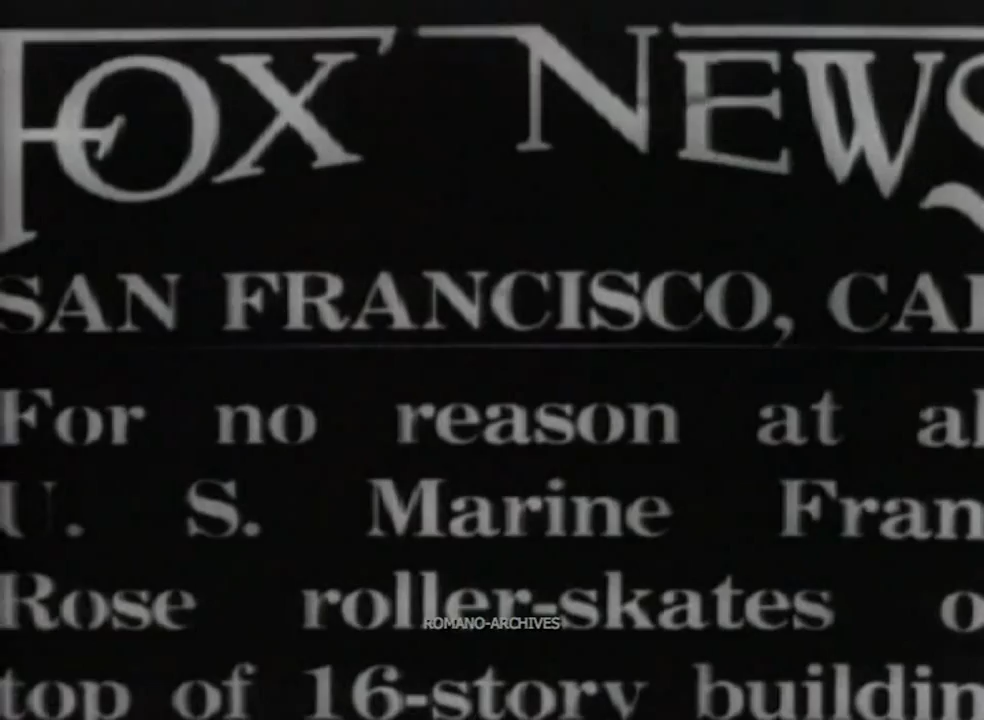 FOX NEWS
SAN FRANCISCO, CAL
For no reason at al
U. S. Marine Fran
Rose roller-skates o
ROMANO-ARCHIVES
top of 16-story buildin